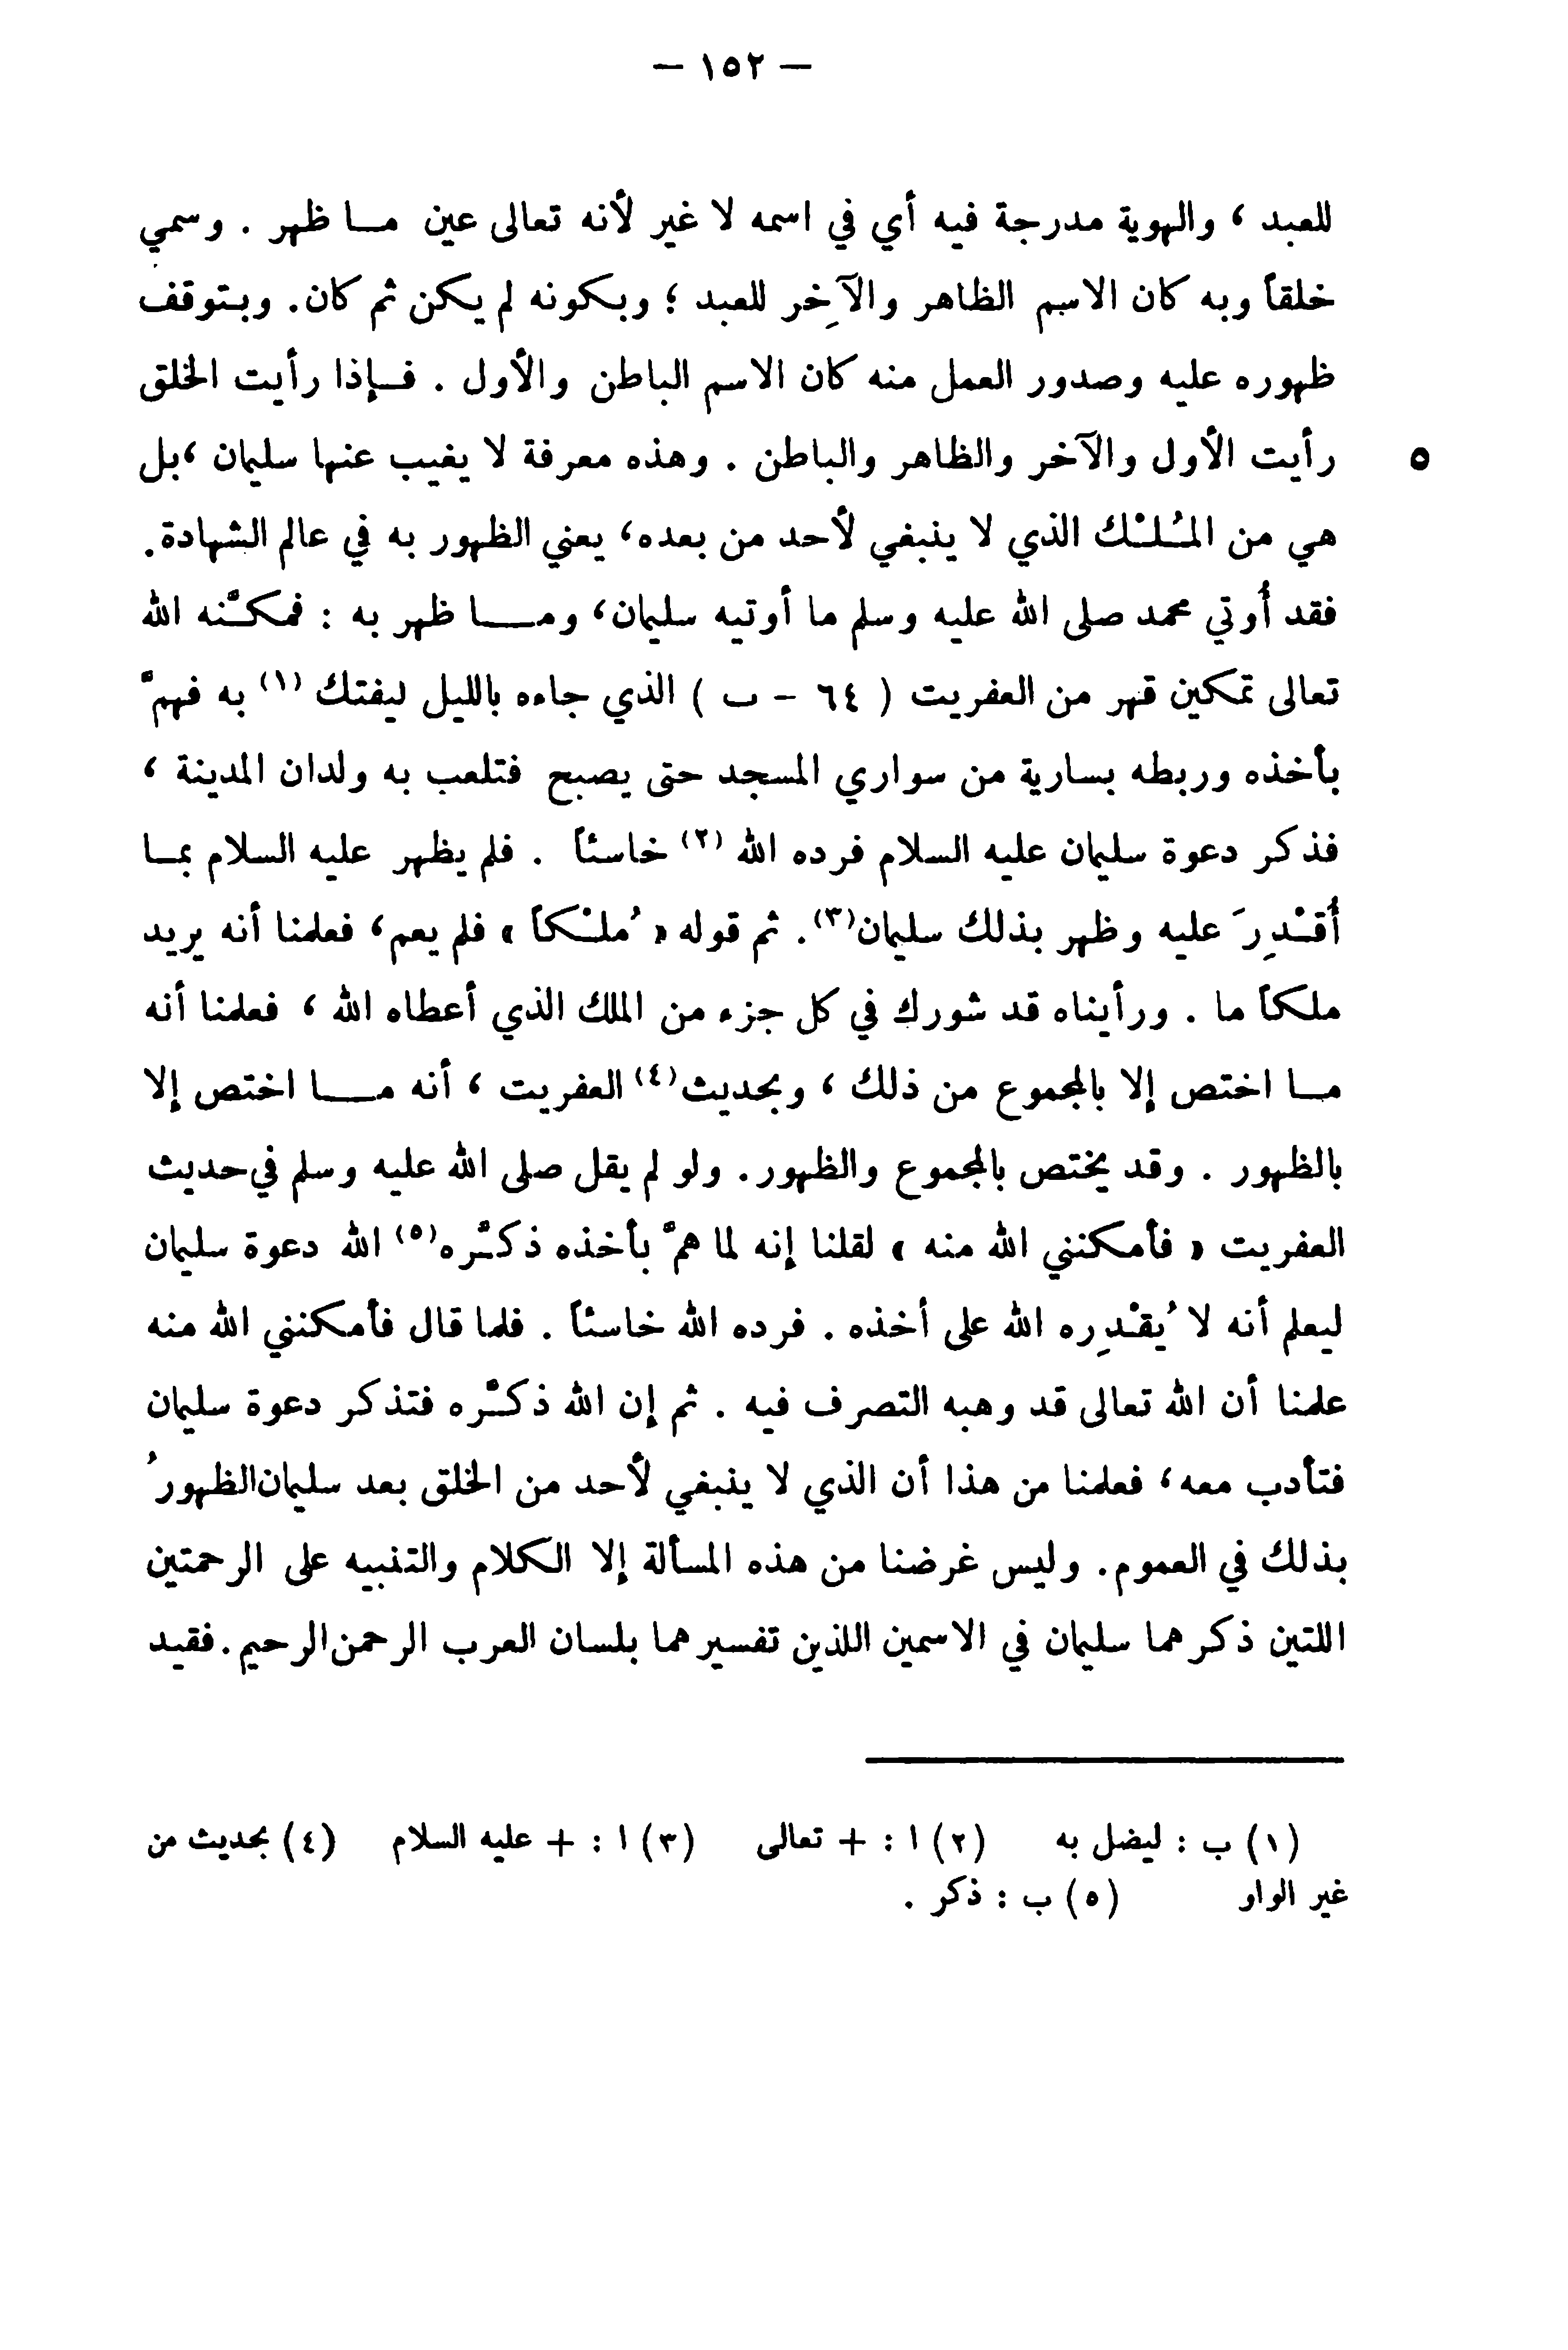 — ١٥٢ —
للعبد ، والهوية مدرجة فيه أي في اسمه لا غير لأنه تعالى عين مـا ظهر . وسمي
خلقاً وبه كان الاسم الظاهر والآخِر للعبد ؛ وبكونه لم يكن ثم كان. وبتوقف
ظهوره عليه وصدور العمل منه كان الاسم الباطن والأول . فـإذا رأيت الخلق
رأيت الأول والآخر والظاهر والباطن . وهذه معرفة لا يغيب عنها سليمان ،بل
٥
هي من المُلْك الذي لا ينبغي لأحد من بعده، يعني الظهور به في عالم الشهادة.
فقد أُوتي محمد صلى الله عليه وسلم ما أوتيه سليمان، ومـا ظهر به : فمكَّنه الله
تعالى تمكين قهر من العفريت ( ٦٤ - ب ) الذي جاءه بالليل ليفتك (١) به فهمَّ
بأخذه وربطه بسارية من سواري المسجد حتى يصبح فتلعب به ولدان المدينة ،
فذكر دعوة سليمان عليه السلام فرده الله (٢) خاسئاً . فلم يظهر عليه السلام بمـا
أُقْدِرَ عليه وظهر بذلك سليمان(٣). ثم قوله « مُلْكاً » فلم يعم، فعلمنا أنه يريد
ملكاً ما . ورأيناه قد شورك في كل جزء من الملك الذي أعطاه الله ، فعلمنا أنه
مـا اختص إلا بالمجموع من ذلك ، وبحديث(٤) العفريت ، أنه مـا اختص إلا
بالظهور . وقد يختص بالمجموع والظهور. ولو لم يقل صلى الله عليه وسلم في حديث
العفريت « فأمكنني الله منه » لقلنا إنه لما همَّ بأخذه ذكَّره(٥) الله دعوة سليمان
ليعلم أنه لا يُقْدِره الله على أخذه . فرده الله خاسئاً . فلما قال فأمكنني الله منه
علمنا أن الله تعالى قد وهبه التصرف فيه . ثم إن الله ذكَّره فتذكر دعوة سليمان
فتأدب معه، فعلمنا من هذا أن الذي لا ينبغي لأحد من الخلق بعد سليمان الظهورُ
بذلك في العموم. وليس غرضنا من هذه المسألة إلا الكلام والتنبيه على الرحمتين
اللتين ذكرهما سليمان في الاسمين اللذين تفسيرهما بلسان العرب الرحمن الرحيم. فقيد
(١) ب : ليضل به (٢) ا : + تعالى (٣) ا : + عليه السلام (٤) بحديث من
غير الواو (٥) ب : ذكر .